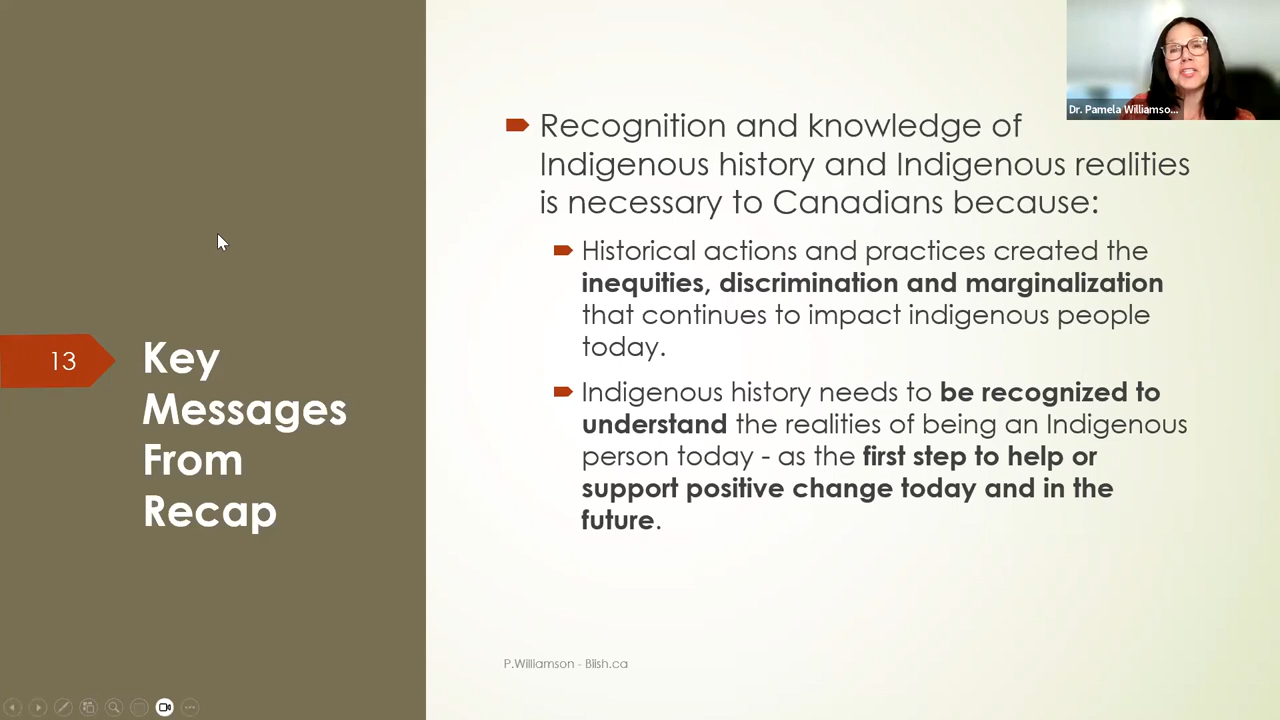 Dr. Pamela Williamso...
Recognition and knowledge of
Indigenous history and Indigenous realities
is necessary to Canadians because:
Historical actions and practices created the
inequities, discrimination and marginalization
that continues to impact indigenous people
today.
Indigenous history needs to be recognized to
understand the realities of being an Indigenous
person today - as the first step to help or
support positive change today and in the
future.
13
Key
Messages
From
Recap
P.Williamson - Blish.ca